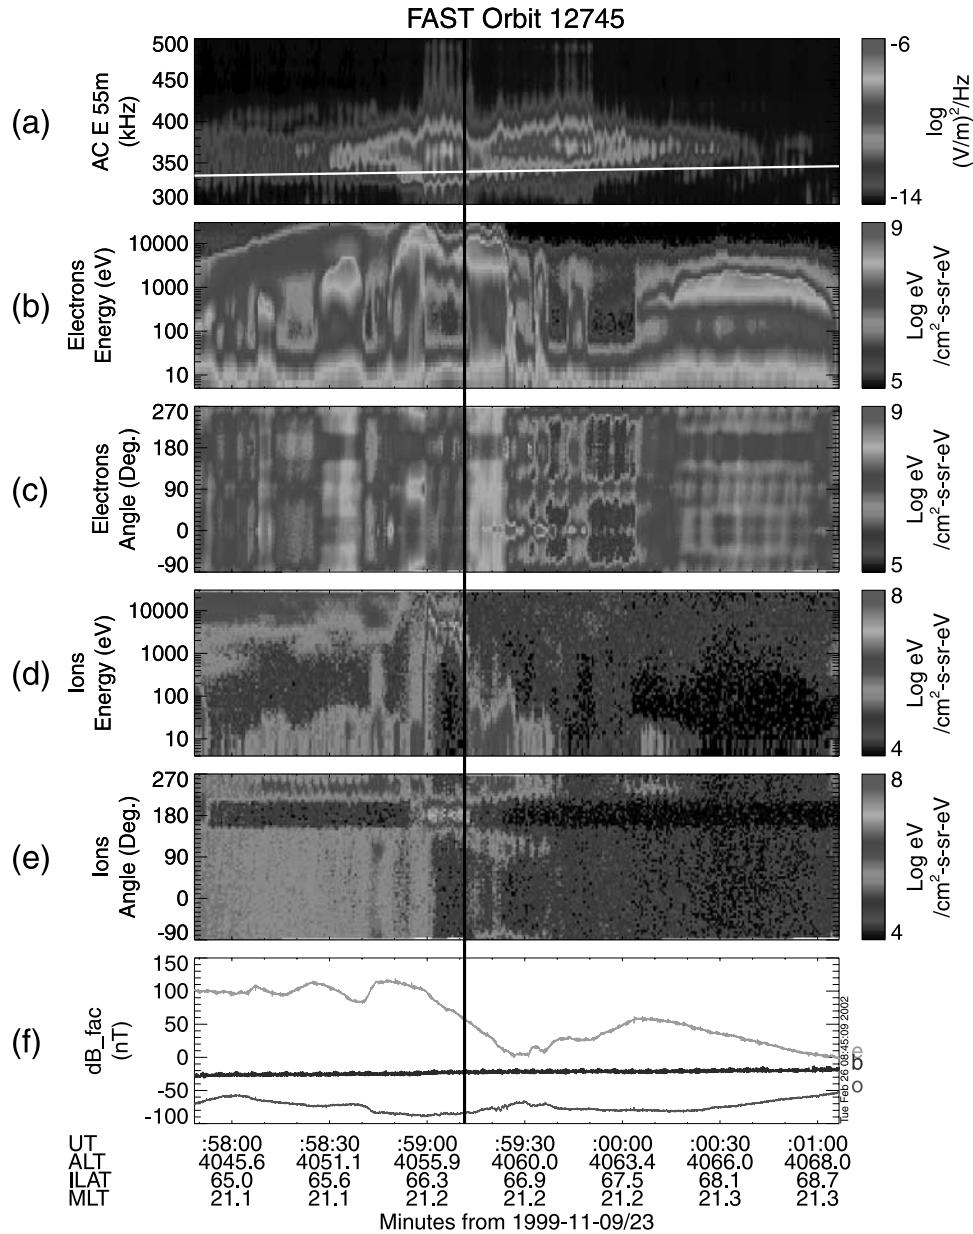 FAST Orbit 12745
(a)
AC E 55m
(kHz)
500
450
400
350
300
-6
-14
log
(V/m)²/Hz
(b)
Electrons
Energy (eV)
10000
1000
100
10
9
5
Log eV
/cm²-s-sr-eV
(c)
Electrons
Angle (Deg.)
270
180
90
0
-90
9
5
Log eV
/cm²-s-sr-eV
(d)
Ions
Energy (eV)
10000
1000
100
10
8
4
Log eV
/cm²-s-sr-eV
(e)
Ions
Angle (Deg.)
270
180
90
0
-90
8
4
Log eV
/cm²-s-sr-eV
(f)
dB_fac
(nT)
150
100
50
0
-50
-100
e
b
o
Tue Feb 26 08:45:09 2002
UT :58:00 :58:30 :59:00 :59:30 :00:00 :00:30 :01:00
ALT 4045.6 4051.1 4055.9 4060.0 4063.4 4066.0 4068.0
ILAT 65.0 65.6 66.3 66.9 67.5 68.1 68.7
MLT 21.1 21.1 21.2 21.2 21.2 21.3 21.3
Minutes from 1999-11-09/23